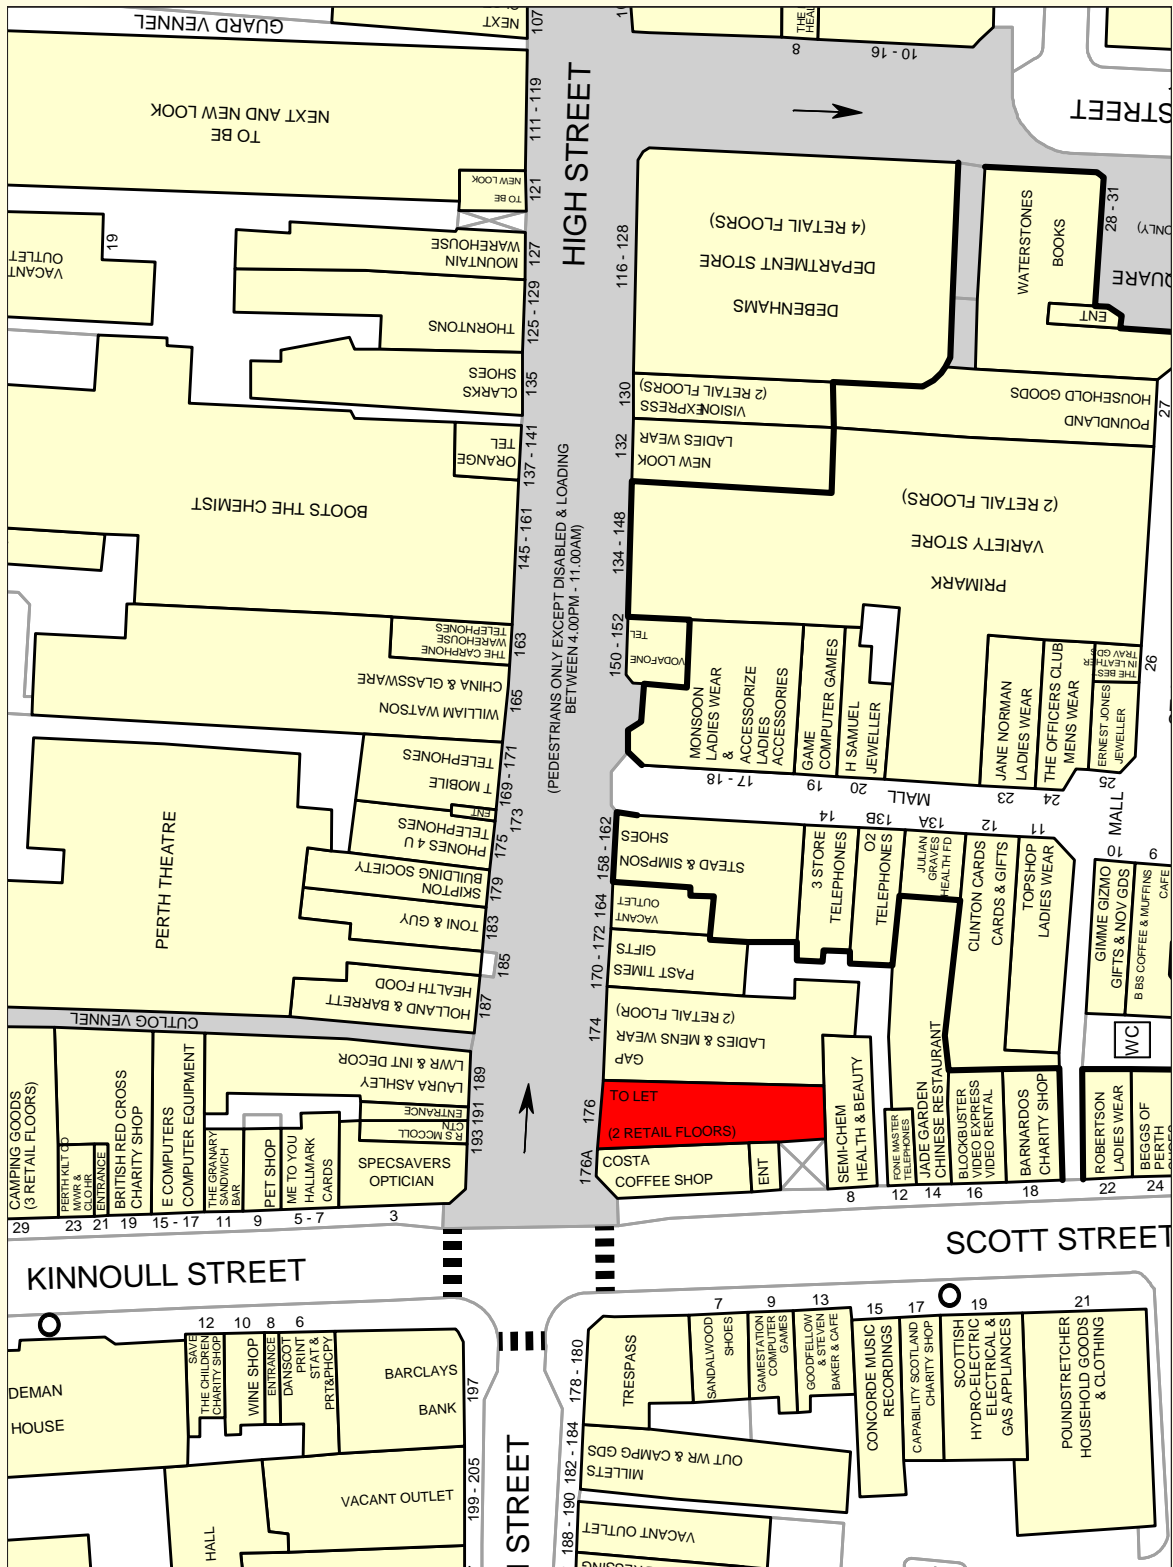 GUARD VENNEL
NEXT
107
THE
8
10 - 16
STREET
TO BE
NEXT AND NEW LOOK
111 - 119
HIGH STREET
TO BE
NEW LOOK
121
19
VACANT
OUTLET
MOUNTAIN
WAREHOUSE
127
THORNTONS
125 - 129
CLARKS
SHOES
135
ORANGE
TEL
137 - 141
BOOTS THE CHEMIST
145 - 161
(PEDESTRIANS ONLY EXCEPT DISABLED & LOADING
BETWEEN 4.00PM - 11.00AM)
DEBENHAMS
DEPARTMENT STORE
(4 RETAIL FLOORS)
116 - 128
WATERSTONES
BOOKS
28 - 31
ONLY)
ENT
VISION EXPRESS
(2 RETAIL FLOORS)
130
POUNDLAND
HOUSEHOLD GOODS
27
NEW LOOK
LADIES WEAR
132
PRIMARK
VARIETY STORE
(2 RETAIL FLOORS)
134 - 148
THE CARPHONE
WAREHOUSE
TELEPHONES
163
WILLIAM WATSON
CHINA & GLASSWARE
165
VODAFONE
TEL
150 - 152
MONSOON
LADIES WEAR
&
ACCESSORIZE
LADIES
ACCESSORIES
17 - 18
GAME
COMPUTER GAMES
19
H SAMUEL
JEWELLER
20
JANE NORMAN
LADIES WEAR
23
THE OFFICERS CLUB
MENS WEAR
24
THE BEST
IN LEATHER
TRAV GDS
26
ERNEST JONES
JEWELLER
25
MALL
MALL
T MOBILE
TELEPHONES
169 - 171
ENT
173
PHONES 4 U
TELEPHONES
175
SKIPTON
BUILDING SOCIETY
179
TONI & GUY
183
185
HOLLAND & BARRETT
HEALTH FOOD
187
PERTH THEATRE
CUTLOG VENNEL
STEAD & SIMPSON
SHOES
158 - 162
3 STORE
TELEPHONES
14
O2
TELEPHONES
13B
JULIAN
GRAVES
HEALTH FD
13A
CLINTON CARDS
CARDS & GIFTS
12
TOPSHOP
LADIES WEAR
11
GIMME GIZMO
GIFTS & NOV GDS
10
B BS COFFEE & MUFFINS
CAFE
9
VACANT
OUTLET
164
PAST TIMES
GIFTS
170 - 172
GAP
LADIES & MENS WEAR
(2 RETAIL FLOOR)
174
TO LET
(2 RETAIL FLOORS)
176
COSTA
COFFEE SHOP
176A
ENT
SEMI-CHEM
HEALTH & BEAUTY
8
FONE MASTER
TELEPHONES
12
JADE GARDEN
CHINESE RESTAURANT
14
BLOCKBUSTER
VIDEO EXPRESS
VIDEO RENTAL
16
BARNARDOS
CHARITY SHOP
18
WC
ROBERTSON
LADIES WEAR
22
BEGGS OF
PERTH
24
CAMPING GOODS
(3 RETAIL FLOORS)
29
PERTH KILT CO
MWR &
CLO HR
23
ENTRANCE
21
BRITISH RED CROSS
CHARITY SHOP
19
E COMPUTERS
COMPUTER EQUIPMENT
15 - 17
THE GRANARY
SANDWICH
BAR
11
PET SHOP
9
ME TO YOU
HALLMARK
CARDS
5 - 7
LAURA ASHLEY
LWR & INT DECOR
189
ENTRANCE
191
R S MCCOLL
CTN
193
SPECSAVERS
OPTICIAN
3
KINNOULL STREET
SCOTT STREET
DEMAN
HOUSE
SAVE
THE CHILDREN
CHARITY SHOP
12
WINE SHOP
10
ENTRANCE
8
DANSCOT
PRINT
STAT &
PRT&PHCPY
6
BARCLAYS
BANK
197
VACANT OUTLET
199 - 205
HALL
STREET
TRESPASS
178 - 180
SANDALWOOD
SHOES
7
GAMESTATION
COMPUTER
GAMES
9
GOODFELLOW
& STEVEN
BAKER & CAFE
13
CONCORDE MUSIC
RECORDINGS
15
CAPABILITY SCOTLAND
CHARITY SHOP
17
SCOTTISH
HYDRO-ELECTRIC
ELECTRICAL &
GAS APPLIANCES
19
POUNDSTRETCHER
HOUSEHOLD GOODS
& CLOTHING
21
MILLETS
OUT WR & CAMPG GDS
182 - 184
VACANT OUTLET
188 - 190